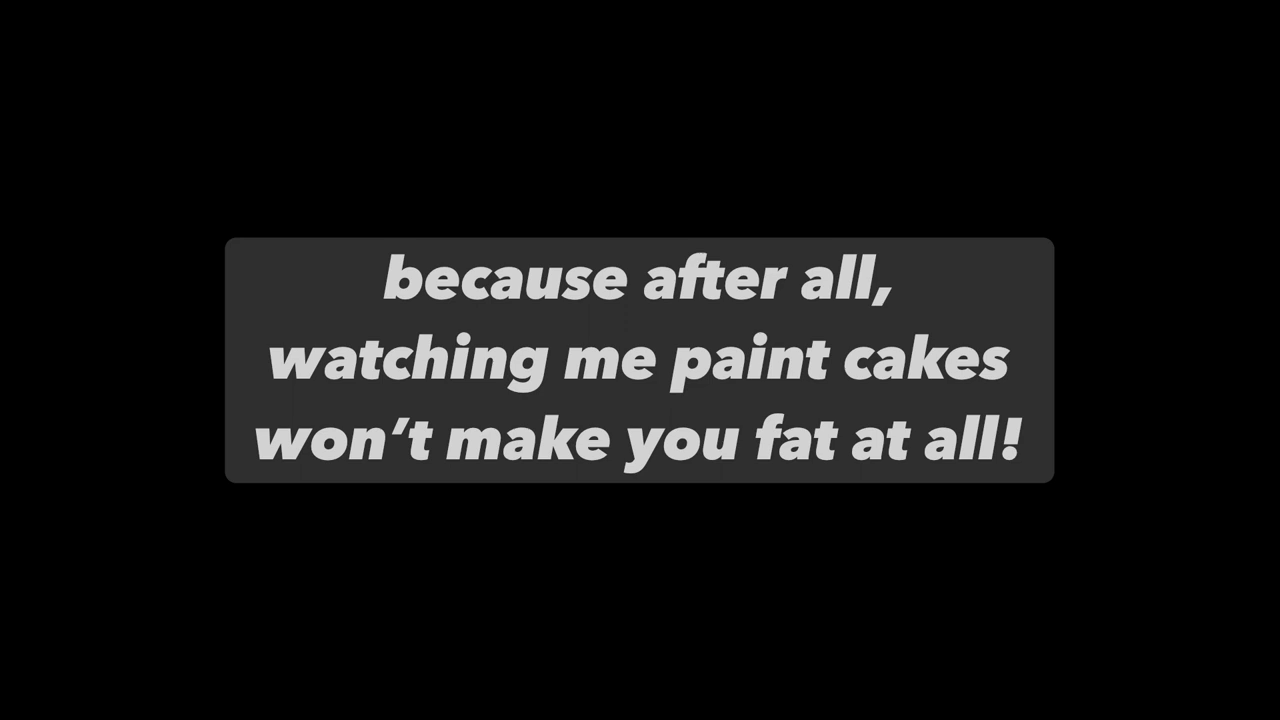 because after all,
watching me paint cakes
won’t make you fat at all!